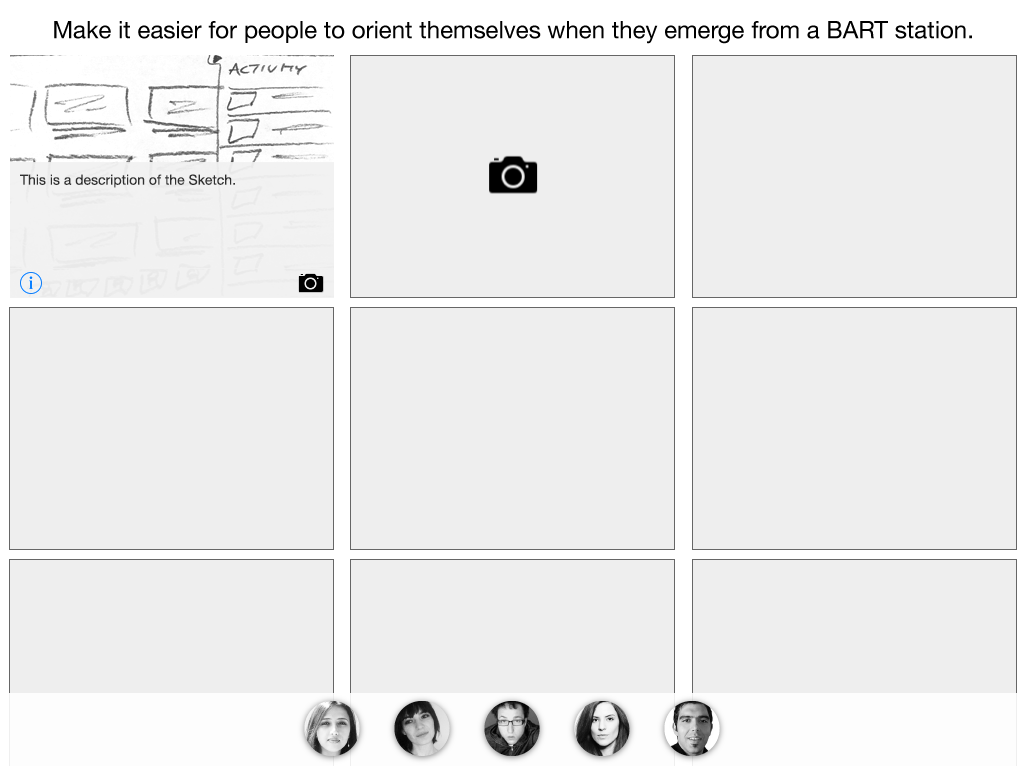 Make it easier for people to orient themselves when they emerge from a BART station.
ACTIVITY
This is a description of the Sketch.
i